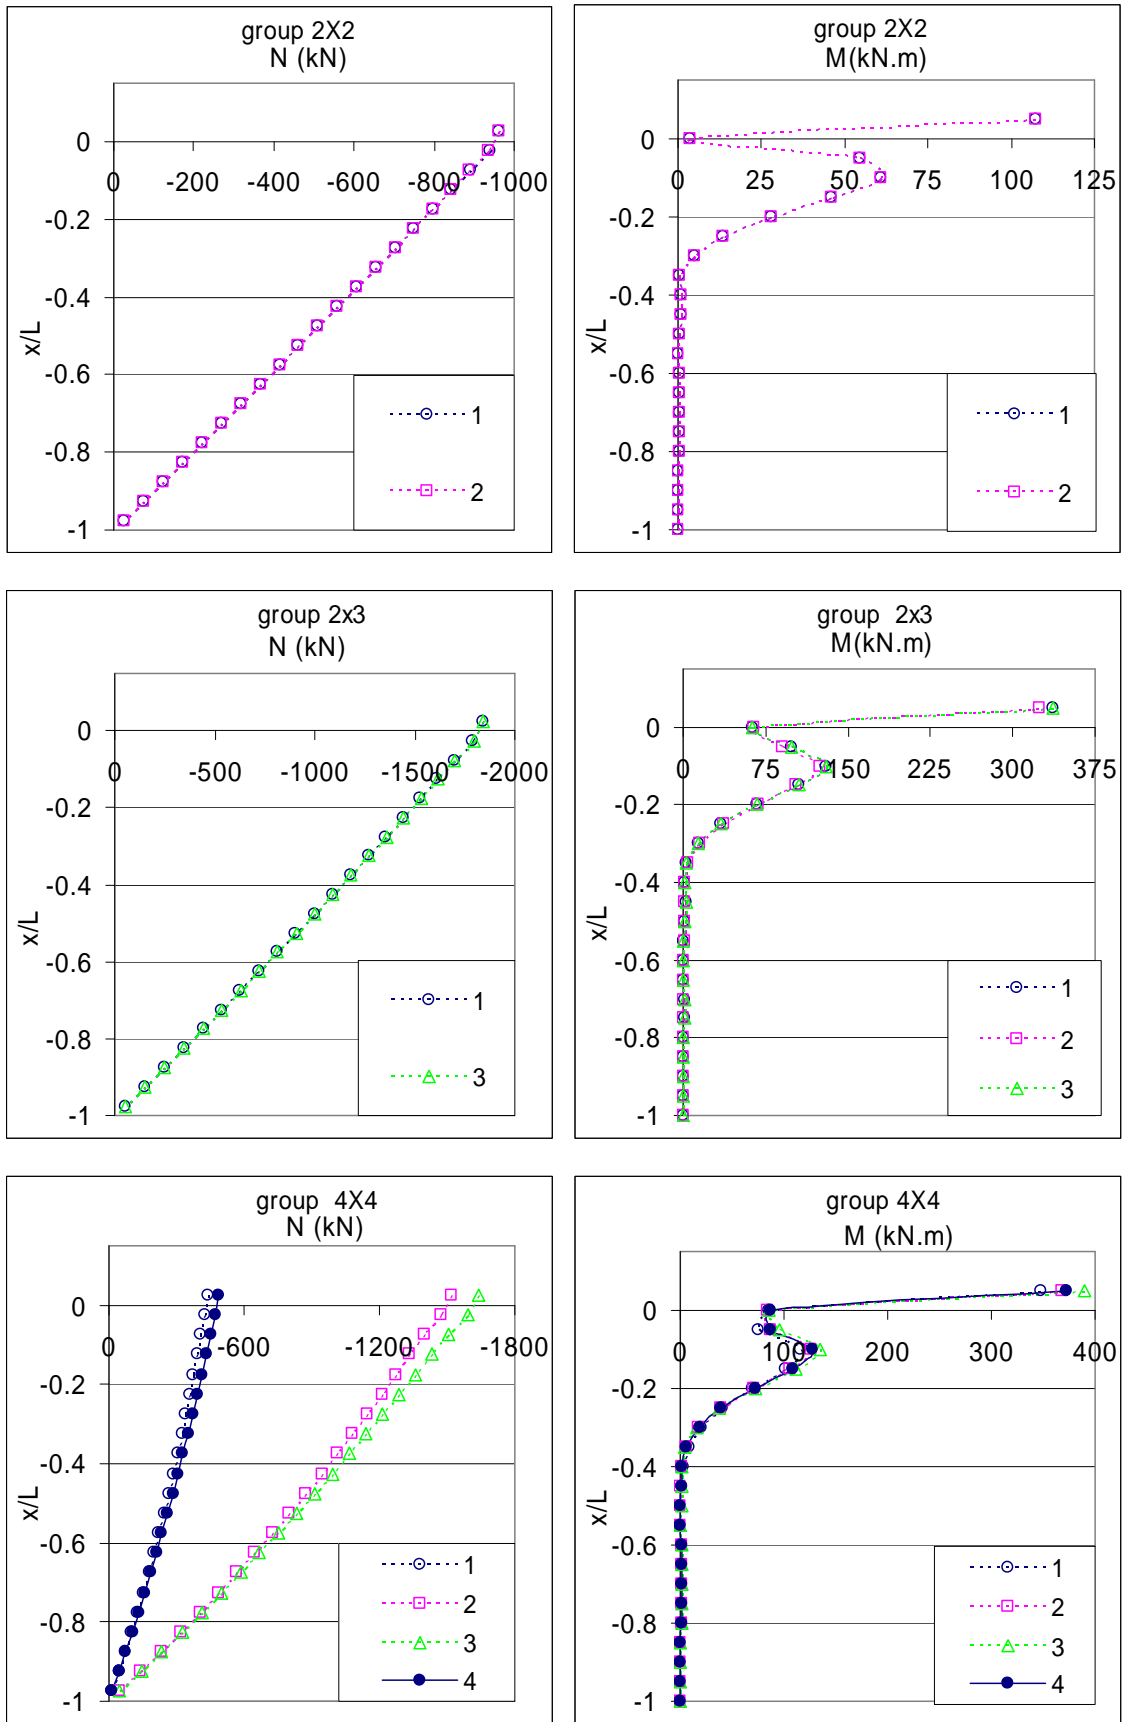 group 2X2
N (kN)
0
0 -200 -400 -600 -800 -1000
-0.2
-0.4
x/L
-0.6
-0.8
-1
1
2
group 2X2
M(kN.m)
0
0 25 50 75 100 125
-0.2
-0.4
x/L
-0.6
-0.8
-1
1
2
group 2x3
N (kN)
0
0 -500 -1000 -1500 -2000
-0.2
-0.4
x/L
-0.6
-0.8
-1
1
3
group 2x3
M(kN.m)
0
0 75 150 225 300 375
-0.2
-0.4
x/L
-0.6
-0.8
-1
1
2
3
group 4X4
N (kN)
0
0 -600 -1200 -1800
-0.2
-0.4
x/L
-0.6
-0.8
-1
1
2
3
4
group 4X4
M (kN.m)
0
0 100 200 300 400
-0.2
-0.4
x/L
-0.6
-0.8
-1
1
2
3
4